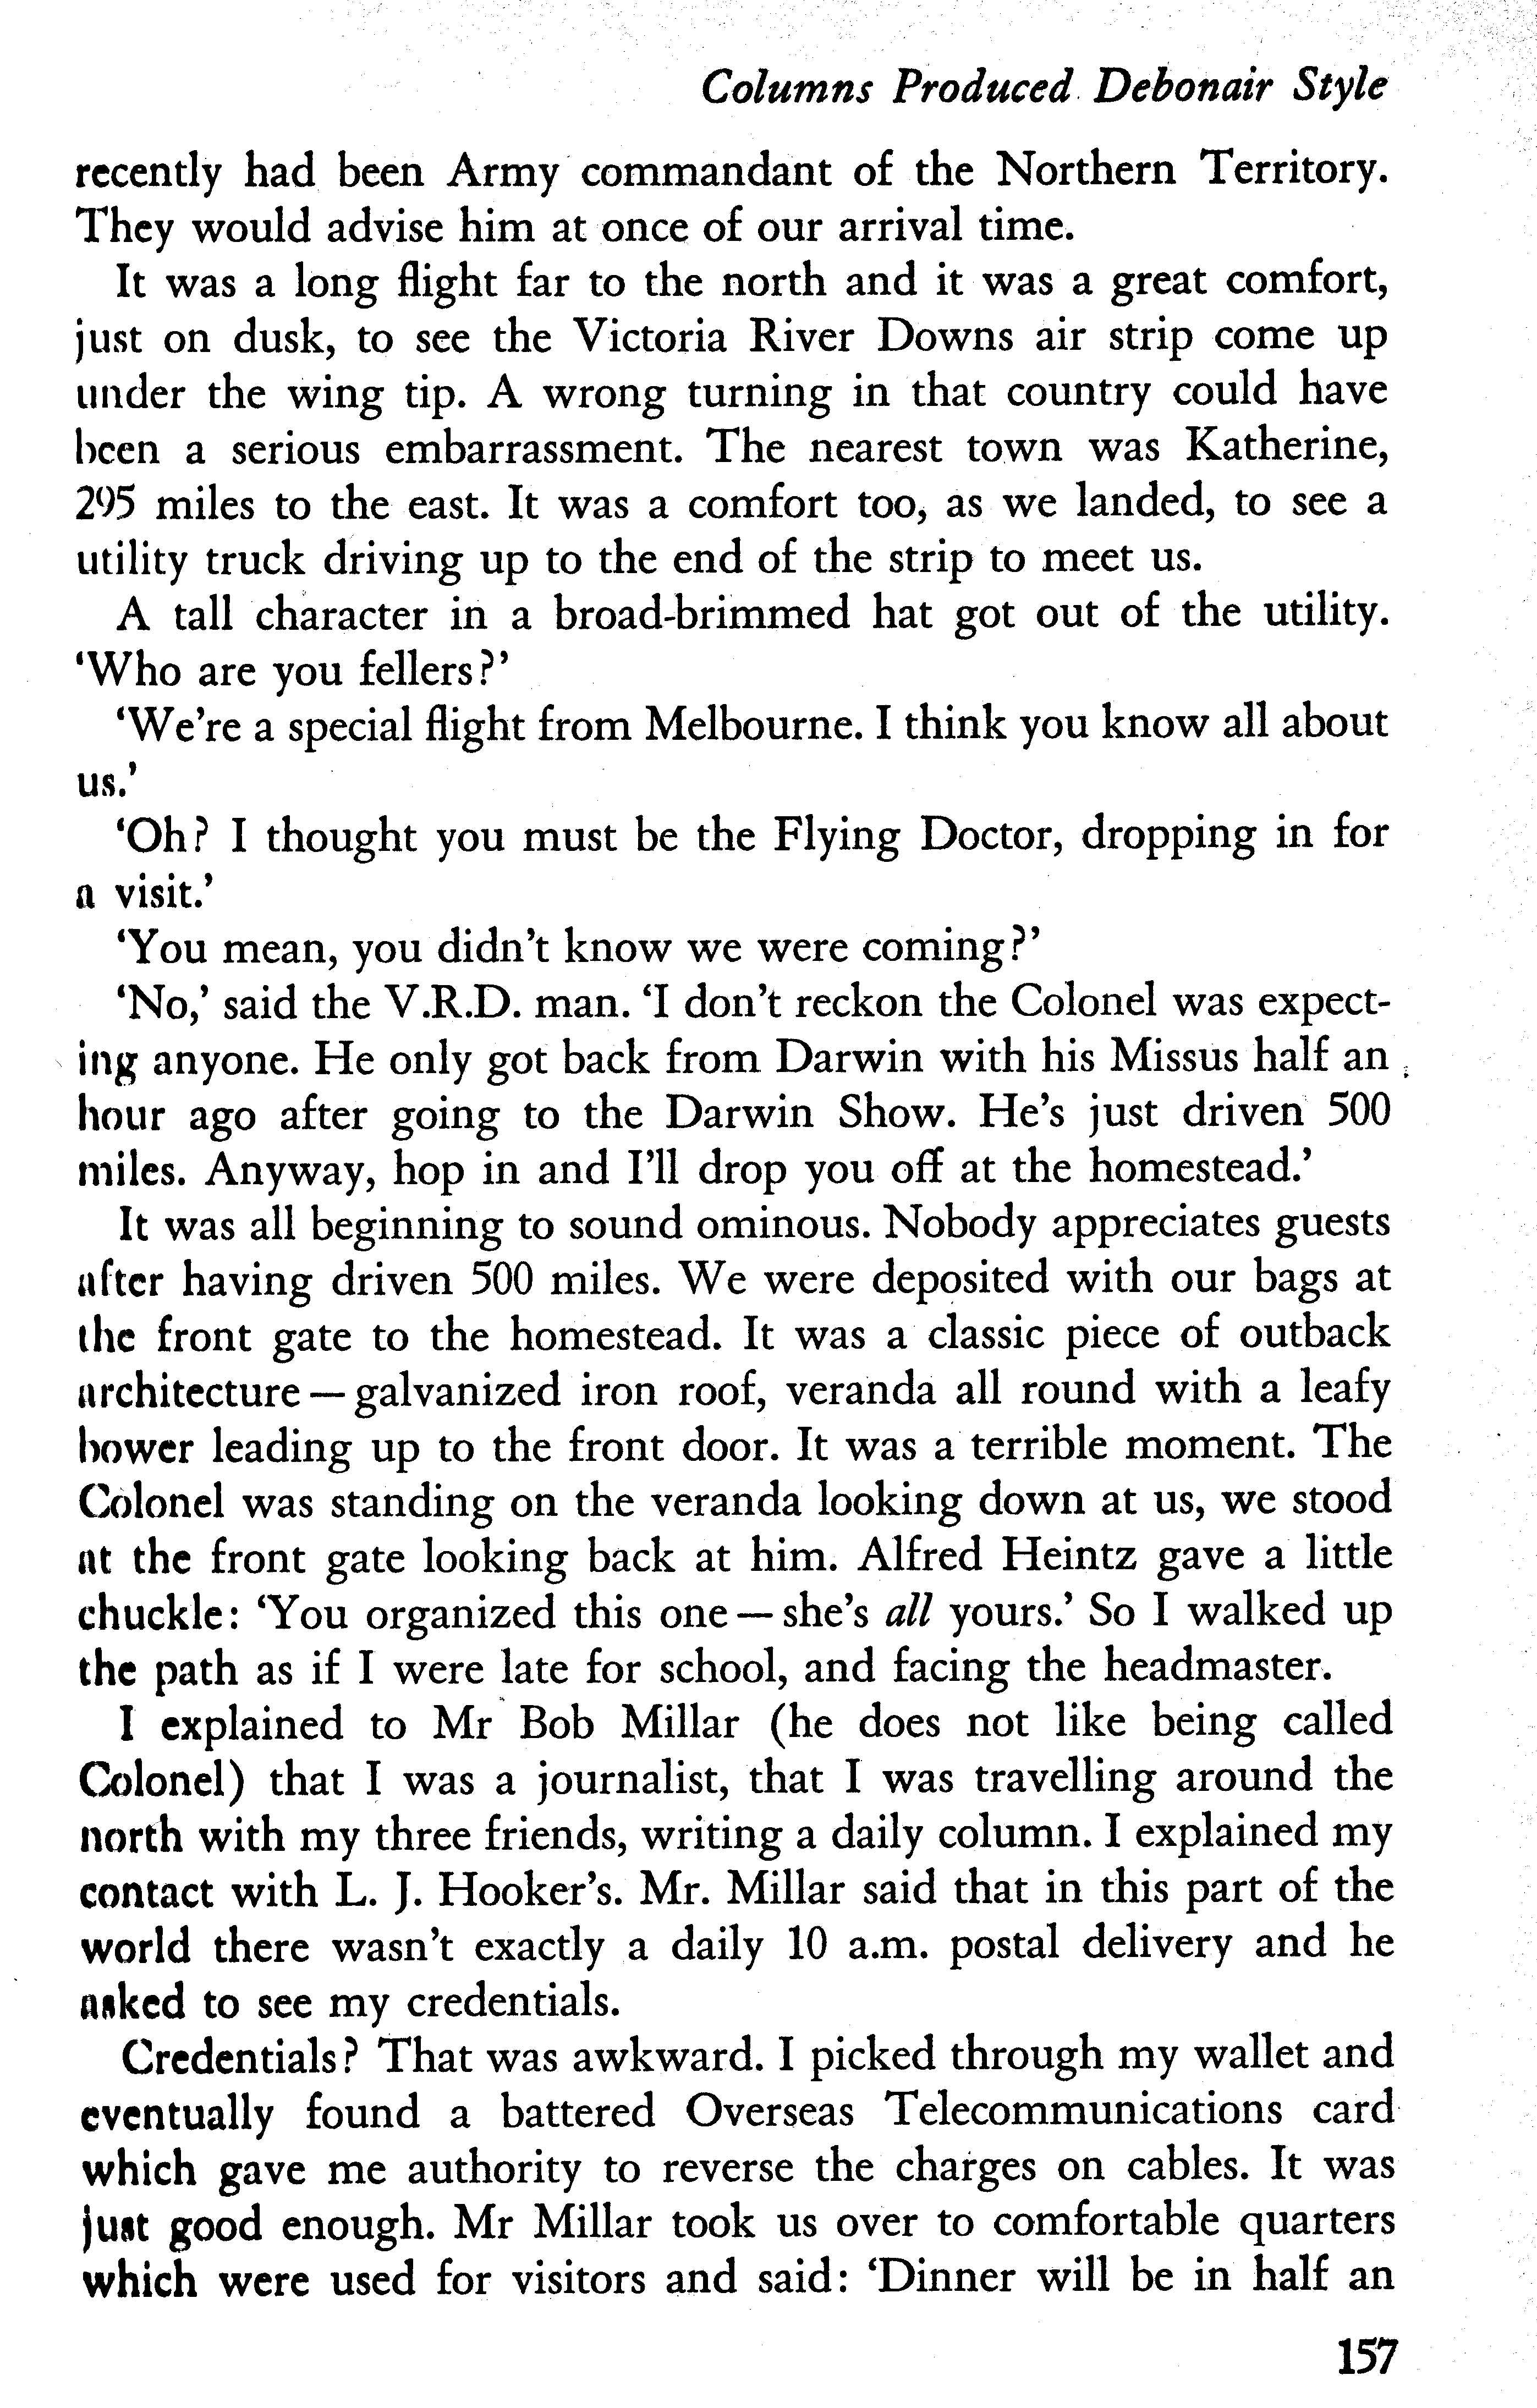 Columns Produced Debonair Style
recently had been Army commandant of the Northern Territory.
They would advise him at once of our arrival time.
It was a long flight far to the north and it was a great comfort,
just on dusk, to see the Victoria River Downs air strip come up
under the wing tip. A wrong turning in that country could have
been a serious embarrassment. The nearest town was Katherine,
295 miles to the east. It was a comfort too, as we landed, to see a
utility truck driving up to the end of the strip to meet us.
A tall character in a broad-brimmed hat got out of the utility.
‘Who are you fellers?’
‘We're a special flight from Melbourne. I think you know all about
us.’
‘Oh? I thought you must be the Flying Doctor, dropping in for
a visit.’
‘You mean, you didn't know we were coming?’
‘No,’ said the V.R.D. man. ‘I don't reckon the Colonel was expect-
ing anyone. He only got back from Darwin with his Missus half an
hour ago after going to the Darwin Show. He's just driven 500
miles. Anyway, hop in and I'll drop you off at the homestead.’
It was all beginning to sound ominous. Nobody appreciates guests
after having driven 500 miles. We were deposited with our bags at
the front gate to the homestead. It was a classic piece of outback
architecture — galvanized iron roof, veranda all round with a leafy
bower leading up to the front door. It was a terrible moment. The
Colonel was standing on the veranda looking down at us, we stood
at the front gate looking back at him. Alfred Heintz gave a little
chuckle: ‘You organized this one — she's all yours.’ So I walked up
the path as if I were late for school, and facing the headmaster.
I explained to Mr Bob Millar (he does not like being called
Colonel) that I was a journalist, that I was travelling around the
north with my three friends, writing a daily column. I explained my
contact with L. J. Hooker's. Mr. Millar said that in this part of the
world there wasn't exactly a daily 10 a.m. postal delivery and he
asked to see my credentials.
Credentials? That was awkward. I picked through my wallet and
eventually found a battered Overseas Telecommunications card
which gave me authority to reverse the charges on cables. It was
just good enough. Mr Millar took us over to comfortable quarters
which were used for visitors and said: ‘Dinner will be in half an
157